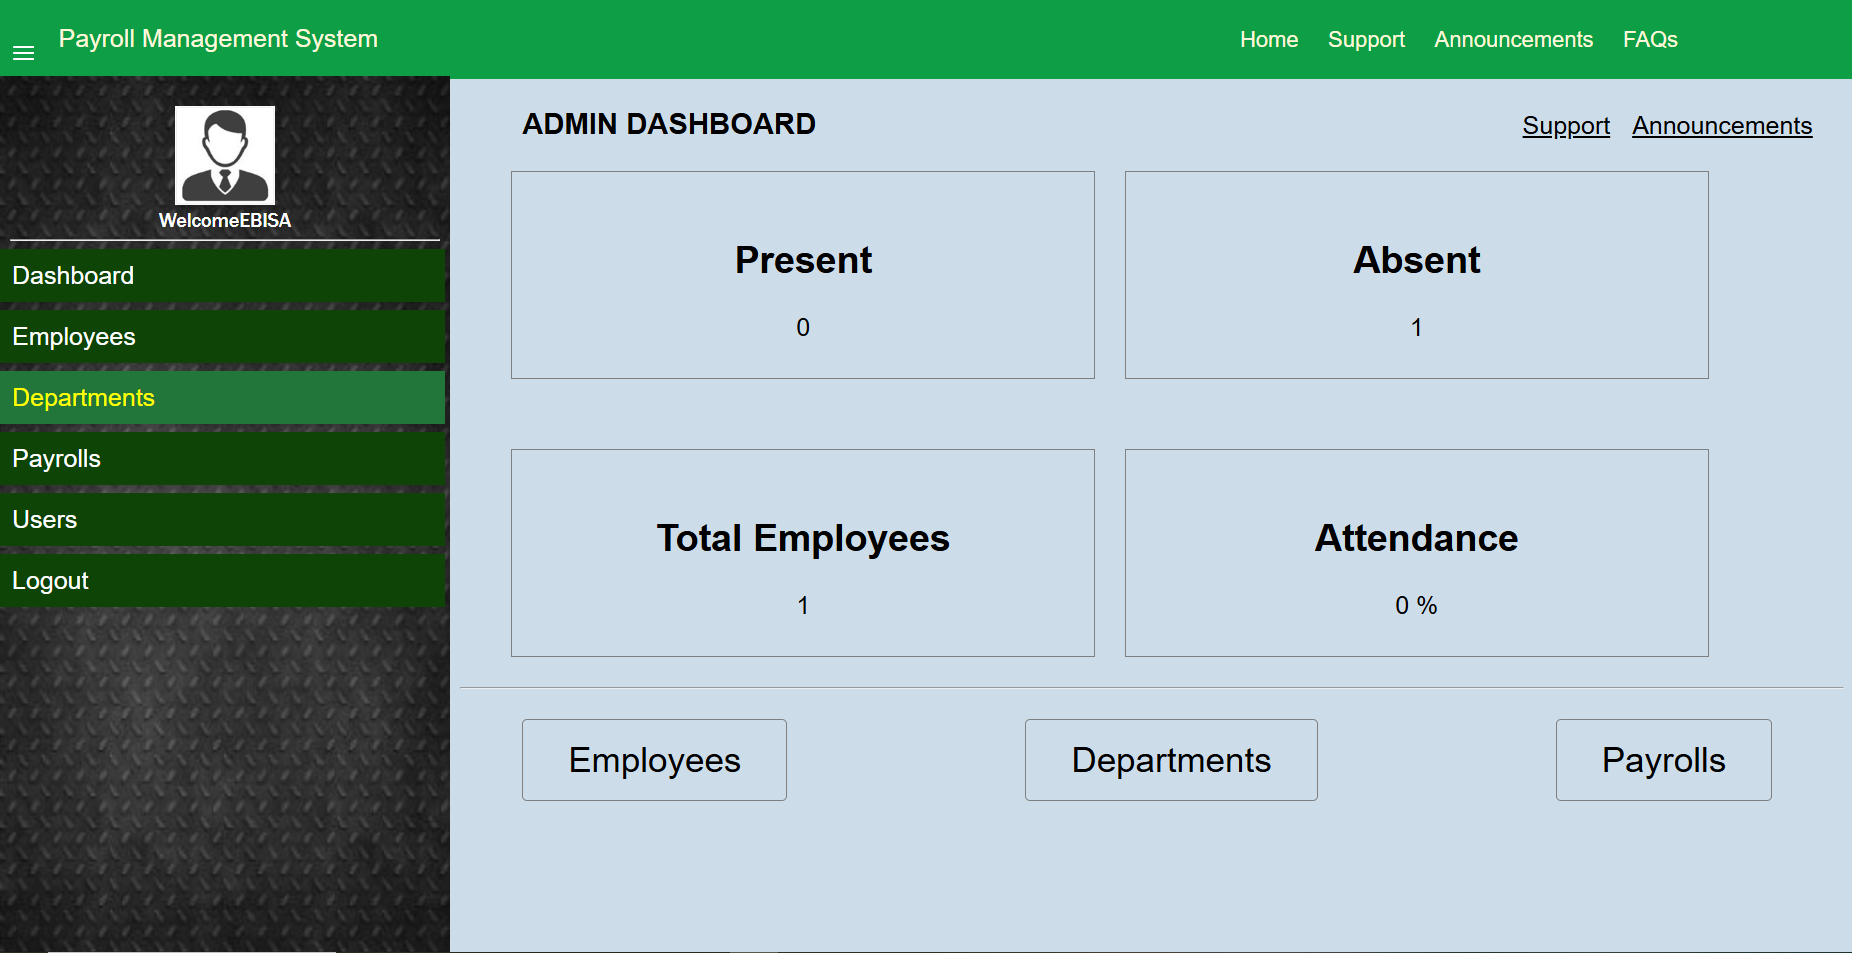 Payroll Management System
Home Support Announcements FAQs
WelcomeEBISA
Dashboard
Employees
Departments
Payrolls
Users
Logout
ADMIN DASHBOARD
Support Announcements
Present
0
Absent
1
Total Employees
1
Attendance
0 %
Employees
Departments
Payrolls